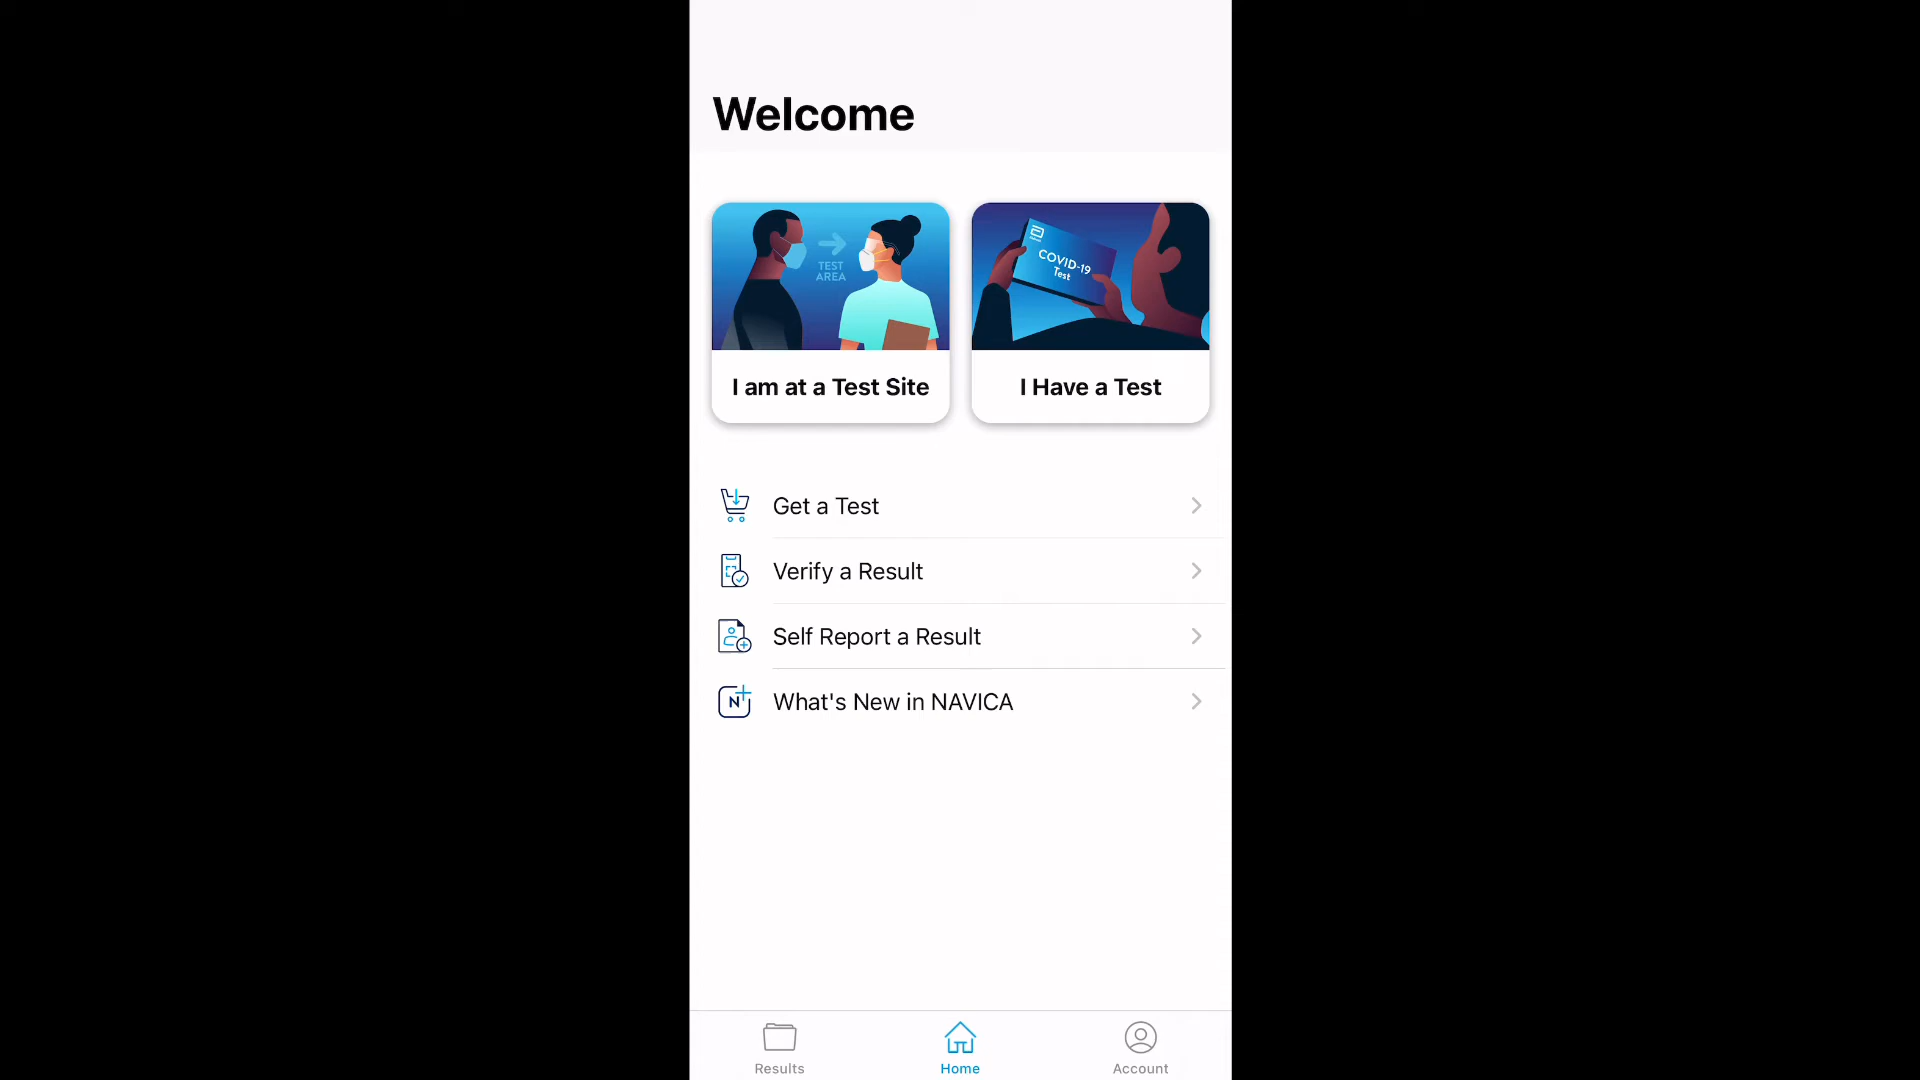 Welcome
TEST
AREA
COVID-19
Test
I am at a Test Site
I Have a Test
Get a Test
Verify a Result
Self Report a Result
N
What's New in NAVICA
Results
Home
Account